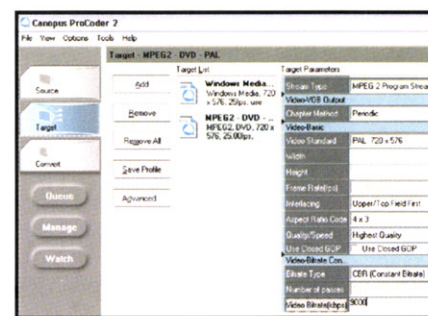 Canopus ProCoder 2
File View Options Tools Help
Target - MPEG2 - DVD - PAL
Source
Target
Convert
Queue
Manage
Watch
Add
Remove
Remove All
Save Profile
Advanced
Target List
Windows Media...
Windows Media, 720
x 576, 25fps, use
MPEG2 - DVD - ...
MPEG2, DVD, 720 x
576, 25.00fps,
Target Parameters
Stream Type MPEG 2 Program Strea
Video-VOB Output
Chapter Method Periodic
Video-Basic
Video Standard PAL 720 x 576
Width
Height
Frame Rate(fps)
Interlacing Upper/Top Field First
Aspect Ratio Code 4 x 3
Quality/Speed Highest Quality
Use Closed GOP Use Closed GOP
Video-Bitrate Con...
Bitrate Type CBR (Constant Bitrate)
Number of passes
Video Bitrate(kbps) 9000